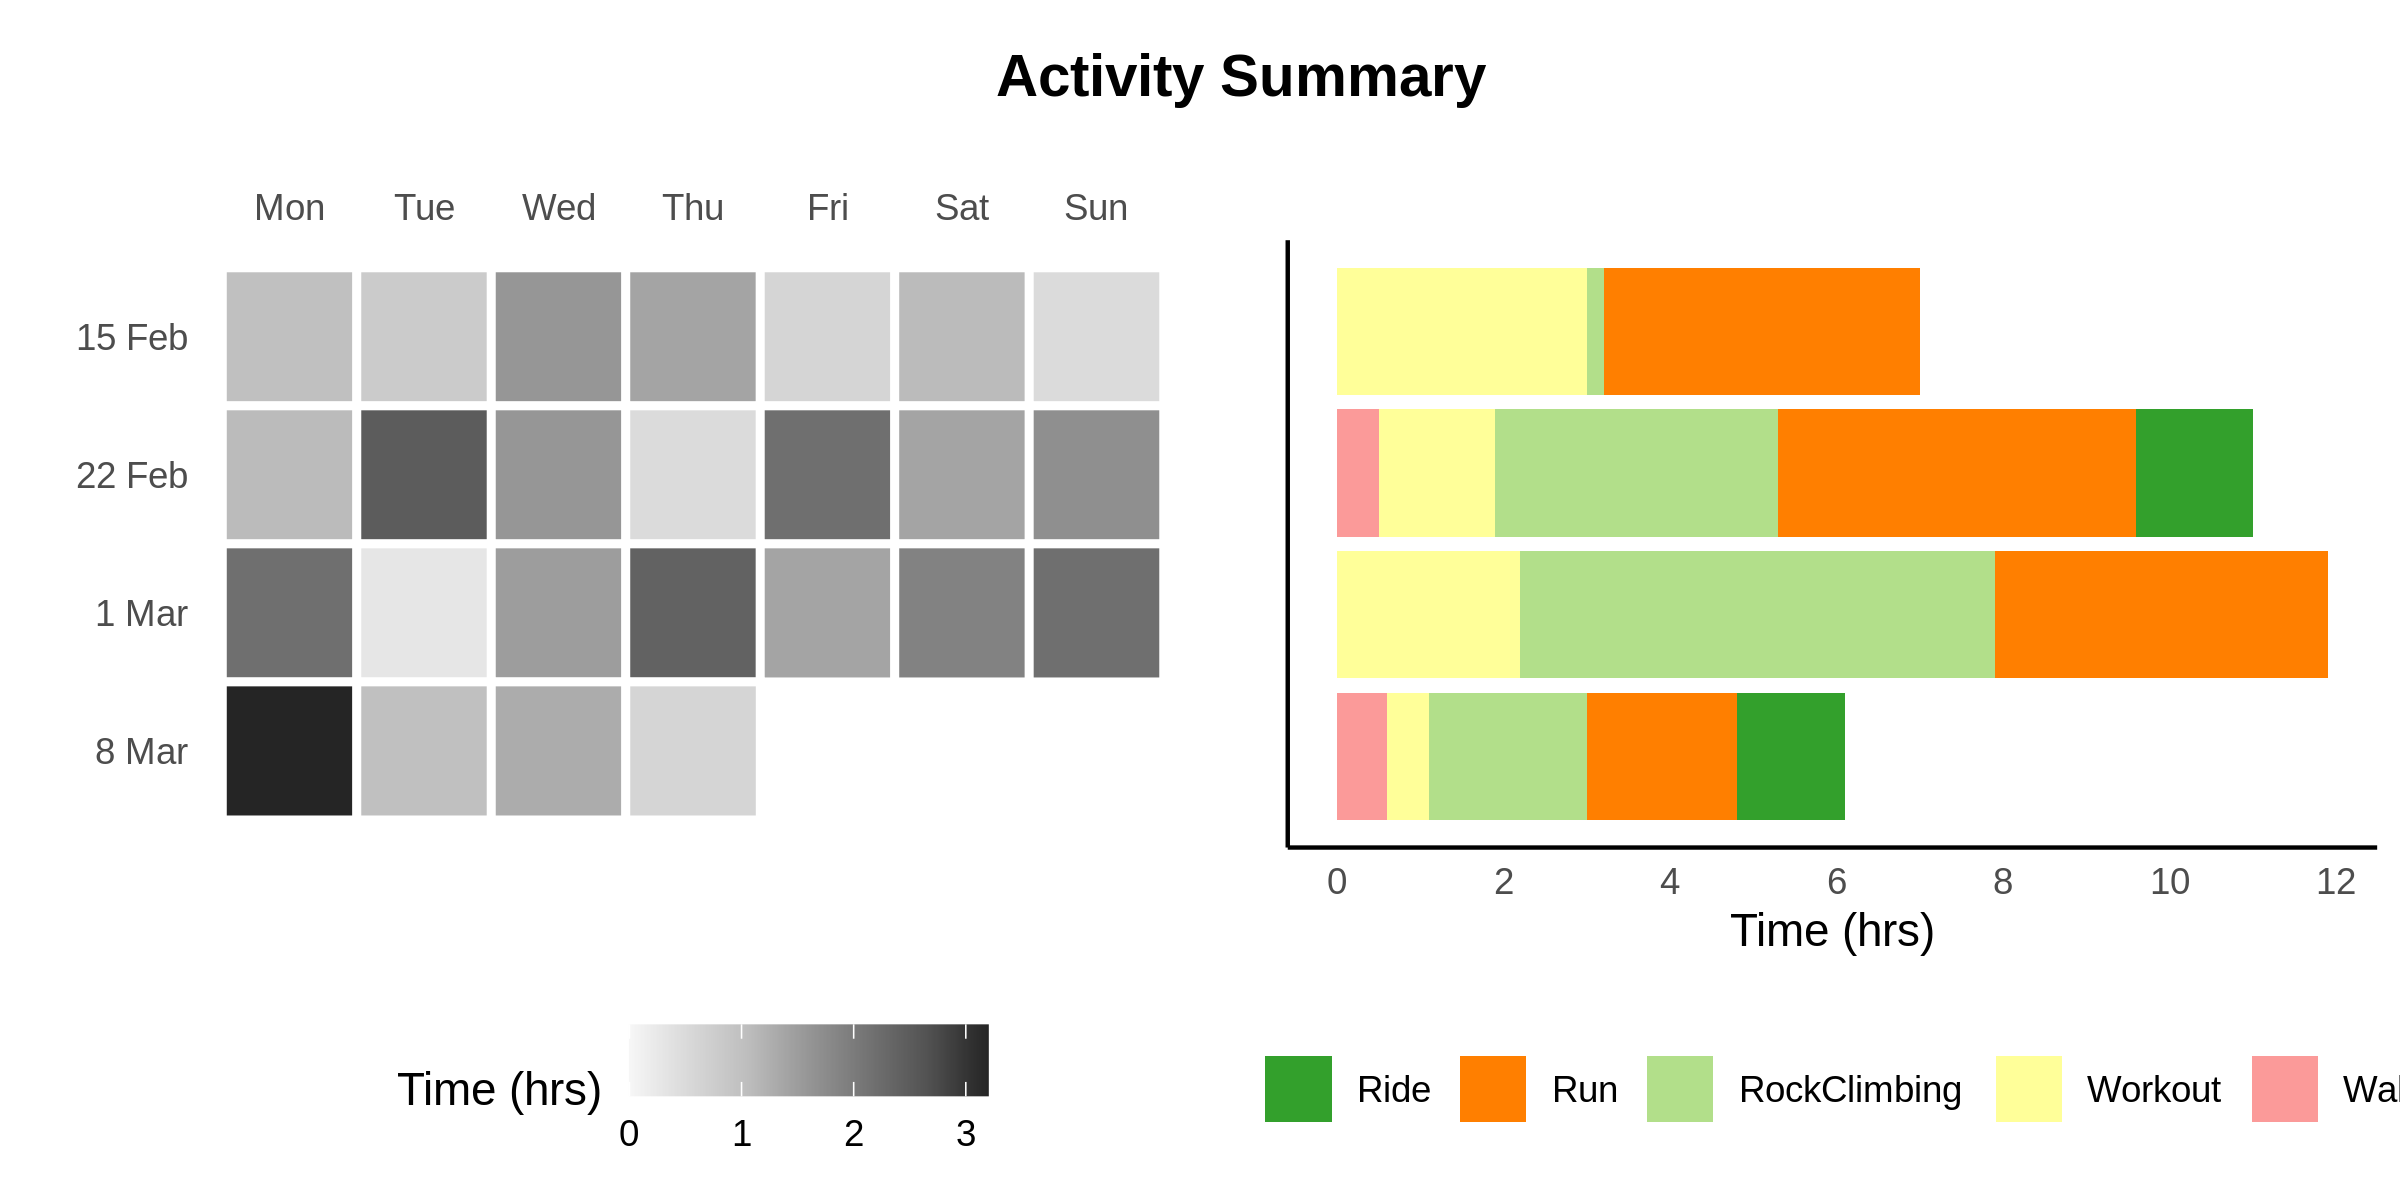 Activity Summary
Mon Tue Wed Thu Fri Sat Sun
15 Feb
22 Feb
1 Mar
8 Mar
0 2 4 6 8 10 12
Time (hrs)
Time (hrs)
0 1 2 3
Ride Run RockClimbing Workout